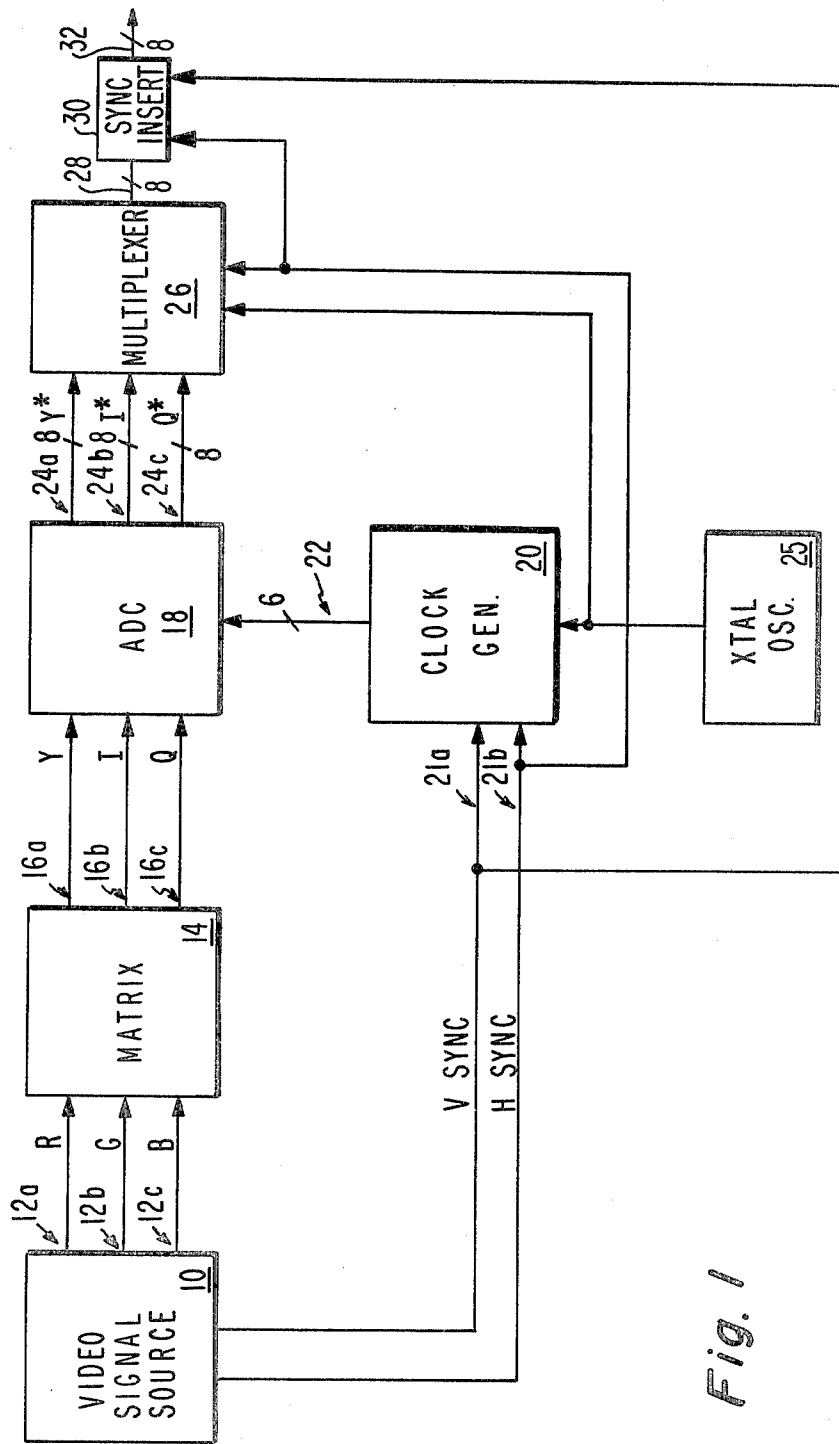 VIDEO
SIGNAL
SOURCE
10
12a
12b
12c
R
G
B
MATRIX
14
16a
16b
16c
Y
I
Q
ADC
18
24a 8 Y*
24b 8 I*
24c Q*
8
MULTIPLEXER
26
28
8
30
SYNC
INSERT
32
8
V SYNC
H SYNC
21a
21b
CLOCK
GEN.
20
6
22
XTAL
OSC.
25
Fig. 1